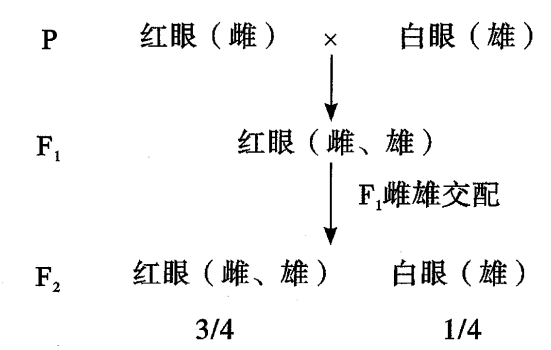 P 红眼（雌） × 白眼（雄）
F₁ 红眼（雌、雄）
F₁雌雄交配
F₂ 红眼（雌、雄） 白眼（雄）
3/4 1/4